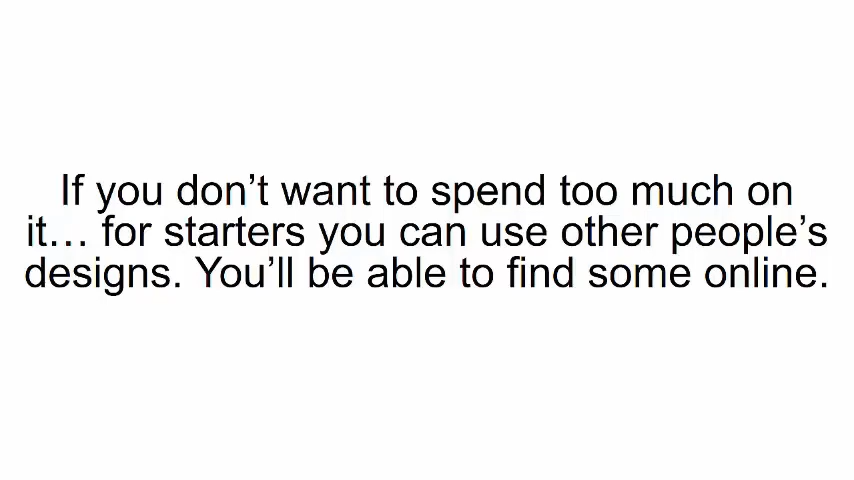 If you don’t want to spend too much on
it… for starters you can use other people’s
designs. You’ll be able to find some online.